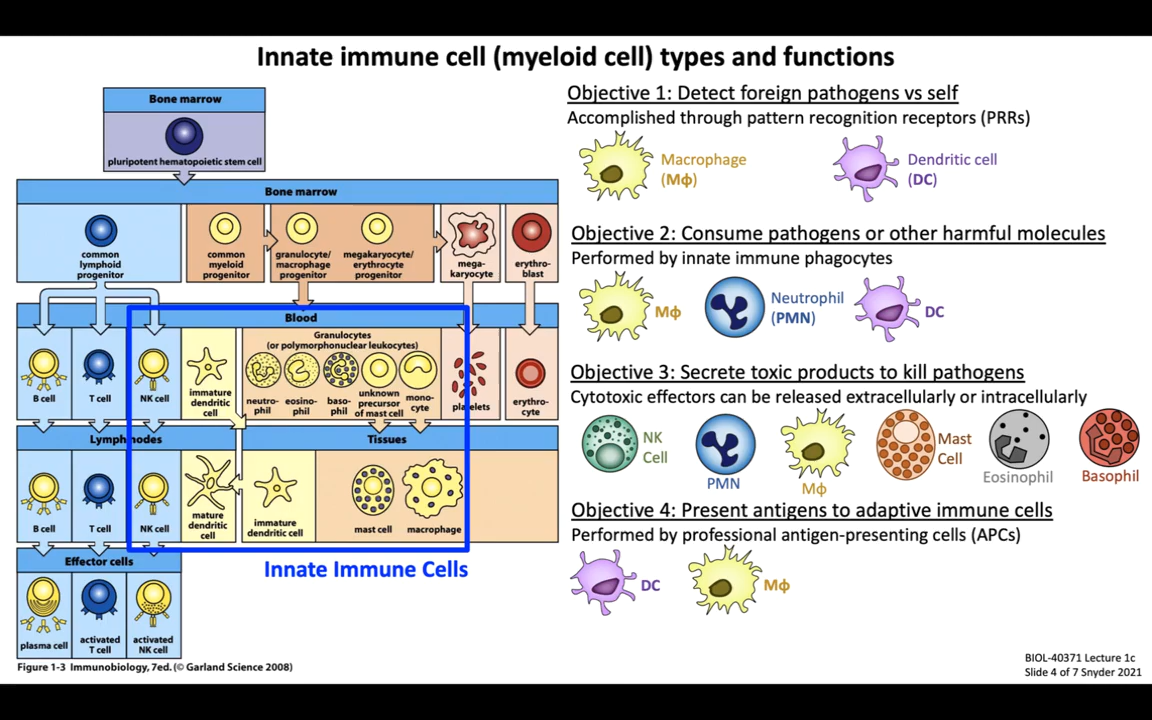 Innate immune cell (myeloid cell) types and functions
Bone marrow
pluripotent hematopoietic stem cell
Bone marrow
common
lymphoid
progenitor
common
myeloid
progenitor
granulocyte/
macrophage
progenitor
megakaryocyte/
erythrocyte
progenitor
mega-
karyocyte
erythro-
blast
Blood
Granulocytes
(or polymorphonuclear leukocytes)
B cell
T cell
NK cell
immature
dendritic
cell
neutro-
phil
eosino-
phil
baso-
phil
unknown
precursor
of mast cell
mono-
cyte
platelets
erythro-
cyte
Lymph nodes
Tissues
B cell
T cell
NK cell
mature
dendritic
cell
immature
dendritic cell
mast cell
macrophage
Effector cells
plasma cell
activated
T cell
activated
NK cell
Innate Immune Cells
Figure 1-3 Immunobiology, 7ed. (© Garland Science 2008)
Objective 1: Detect foreign pathogens vs self
Accomplished through pattern recognition receptors (PRRs)
Macrophage
(Mϕ)
Dendritic cell
(DC)
Objective 2: Consume pathogens or other harmful molecules
Performed by innate immune phagocytes
Mϕ
Neutrophil
(PMN)
DC
Objective 3: Secrete toxic products to kill pathogens
Cytotoxic effectors can be released extracellularly or intracellularly
NK
Cell
PMN
Mϕ
Mast
Cell
Eosinophil
Basophil
Objective 4: Present antigens to adaptive immune cells
Performed by professional antigen-presenting cells (APCs)
DC
Mϕ
BIOL-40371 Lecture 1c
Slide 4 of 7 Snyder 2021